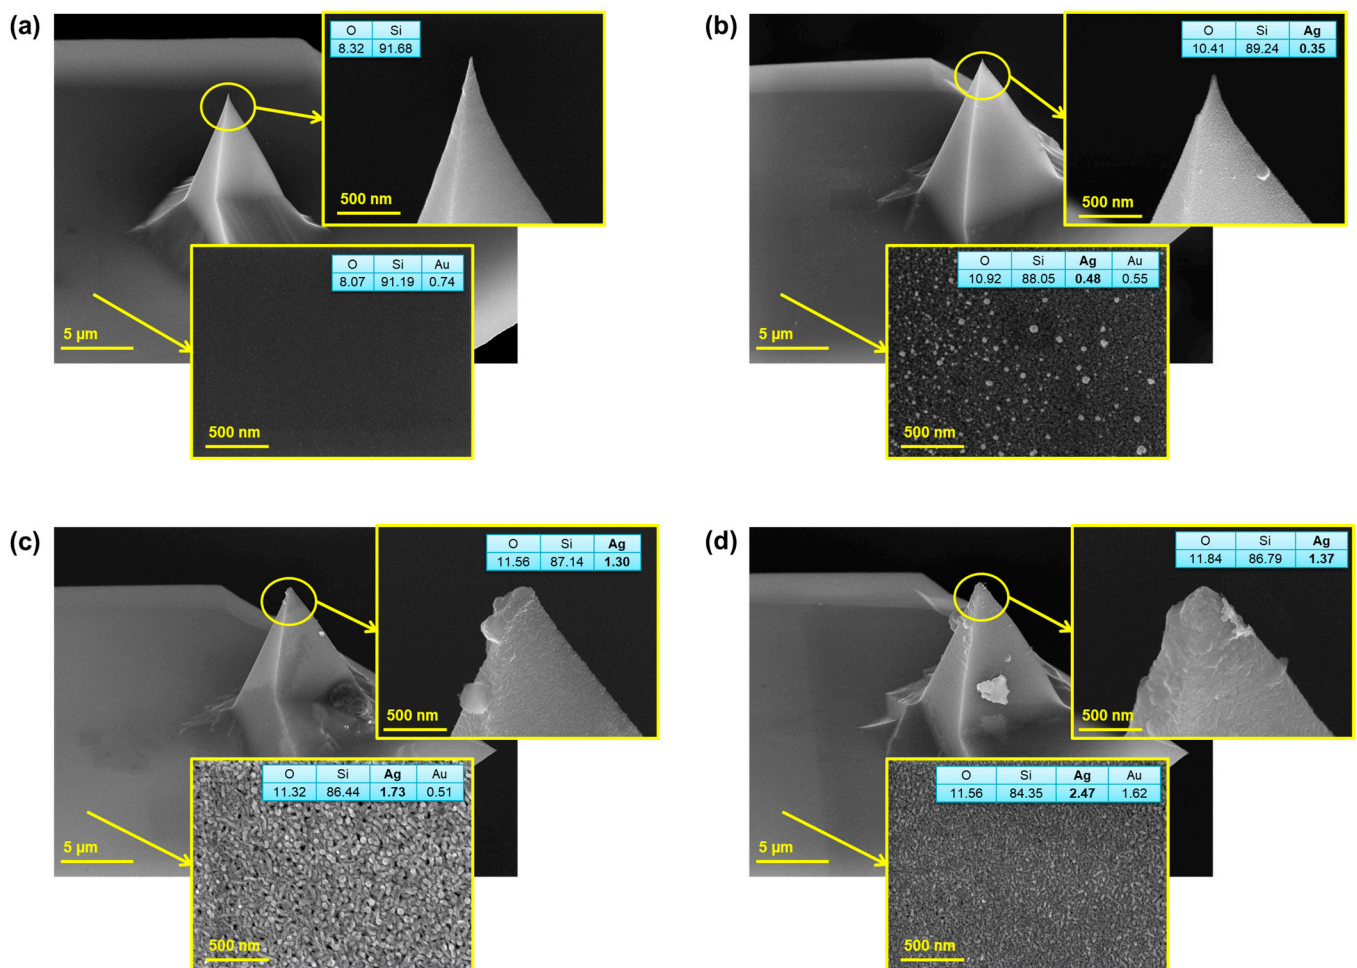 (a)
O Si
8.32 91.68
500 nm
O Si Au
8.07 91.19 0.74
5 µm
500 nm
(b)
O Si Ag
10.41 89.24 0.35
500 nm
O Si Ag Au
10.92 88.05 0.48 0.55
5 µm
500 nm
(c)
O Si Ag
11.56 87.14 1.30
500 nm
O Si Ag Au
11.32 86.44 1.73 0.51
5 µm
500 nm
(d)
O Si Ag
11.84 86.79 1.37
500 nm
O Si Ag Au
11.56 84.35 2.47 1.62
5 µm
500 nm